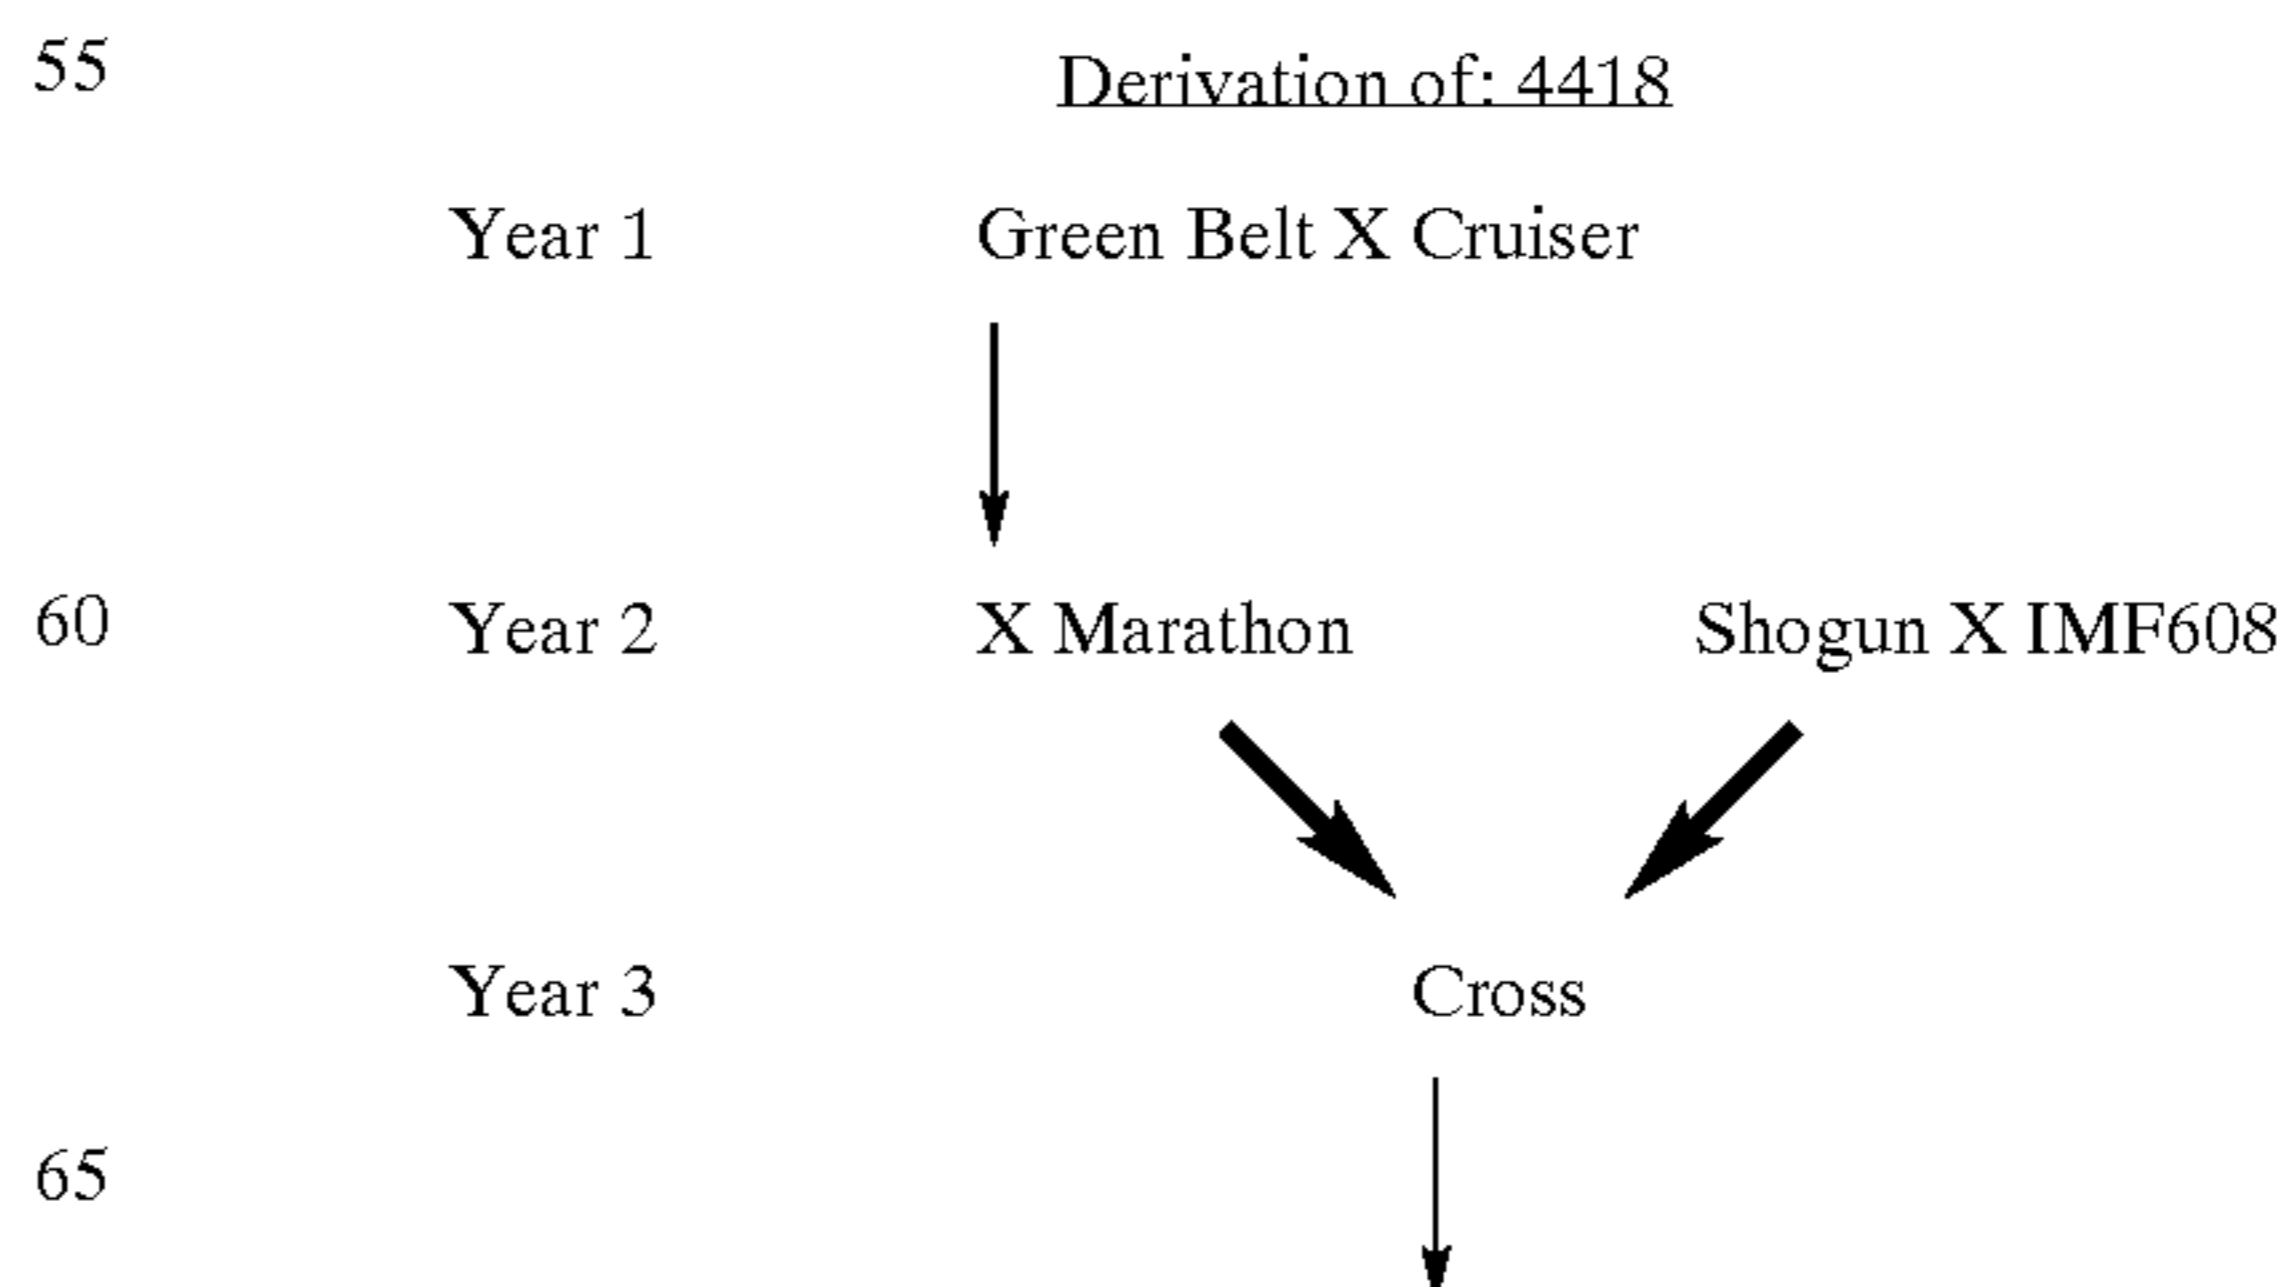 55 Derivation of: 4418
Year 1 Green Belt X Cruiser
60 Year 2 X Marathon Shogun X IMF608
Year 3 Cross
65